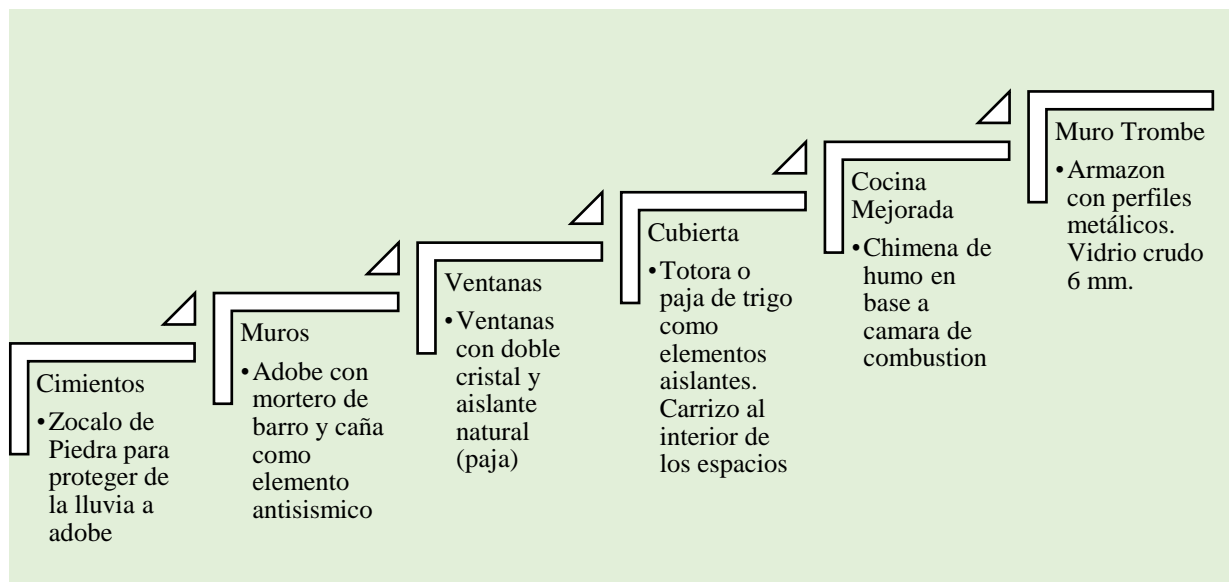 Cimientos
•Zocalo de
Piedra para
proteger de
la lluvia a
adobe
Muros
•Adobe con
mortero de
barro y caña
como
elemento
antisismico
Ventanas
•Ventanas
con doble
cristal y
aislante
natural
(paja)
Cubierta
•Totora o
paja de trigo
como
elementos
aislantes.
Carrizo al
interior de
los espacios
Cocina
Mejorada
•Chimena de
humo en
base a
camara de
combustion
Muro Trombe
•Armazon
con perfiles
metálicos.
Vidrio crudo
6 mm.